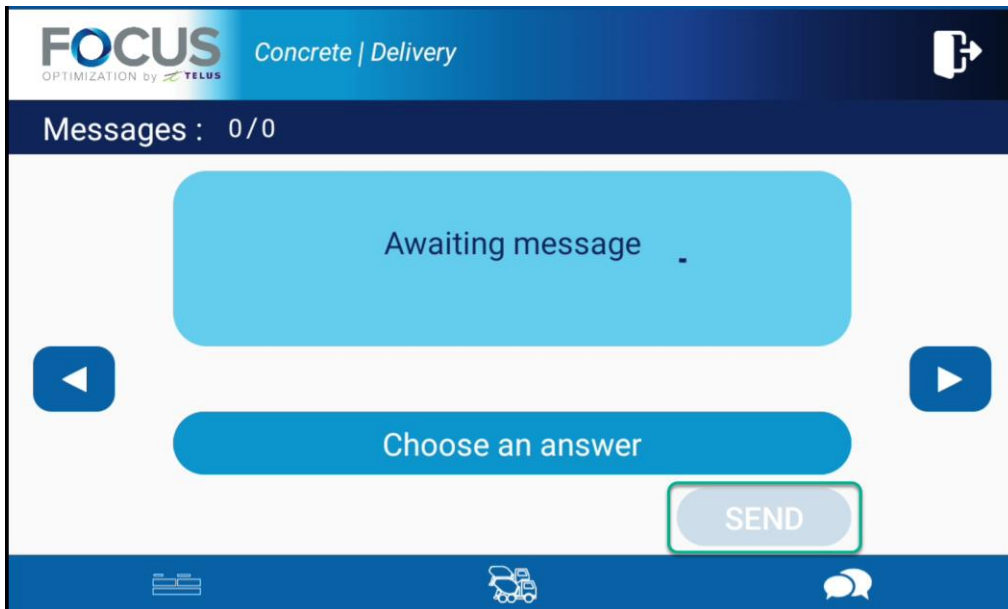 FOCUS
OPTIMIZATION by TELUS
Concrete | Delivery
Messages : 0/0
Awaiting message
Choose an answer
SEND